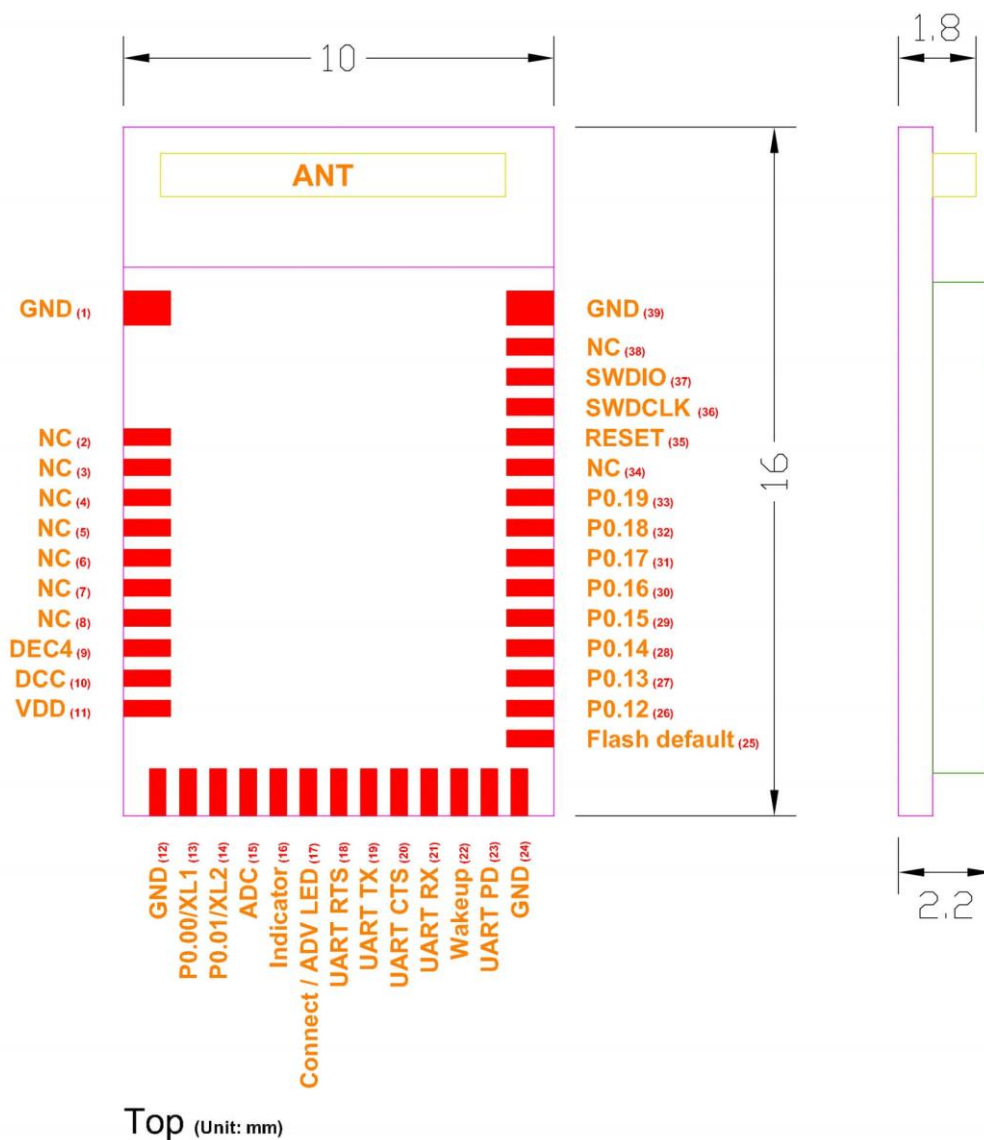 10
1.8
ANT
16
GND (1)
NC (2)
NC (3)
NC (4)
NC (5)
NC (6)
NC (7)
NC (8)
DEC4 (9)
DCC (10)
VDD (11)
GND (39)
NC (38)
SWDIO (37)
SWDCLK (36)
RESET (35)
NC (34)
P0.19 (33)
P0.18 (32)
P0.17 (31)
P0.16 (30)
P0.15 (29)
P0.14 (28)
P0.13 (27)
P0.12 (26)
Flash default (25)
GND (12)
P0.00/XL1 (13)
P0.01/XL2 (14)
ADC (15)
Indicator (16)
Connect / ADV LED (17)
UART RTS (18)
UART TX (19)
UART CTS (20)
UART RX (21)
Wakeup (22)
UART PD (23)
GND (24)
2.2
Top (Unit: mm)